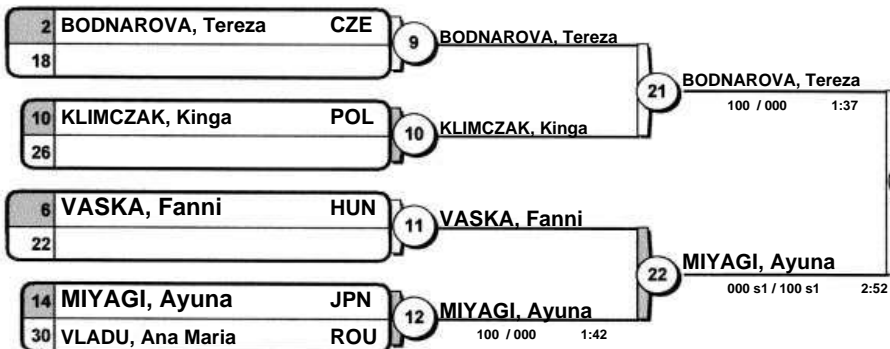 2 BODNAROVA, Tereza CZE
18
9
BODNAROVA, Tereza
10 KLIMCZAK, Kinga POL
26
10
KLIMCZAK, Kinga
21
BODNAROVA, Tereza
100 / 000 1:37
6 VASKA, Fanni HUN
22
11
VASKA, Fanni
14 MIYAGI, Ayuna JPN
30 VLADU, Ana Maria ROU
12
MIYAGI, Ayuna
100 / 000 1:42
22
MIYAGI, Ayuna
000 s1 / 100 s1 2:52